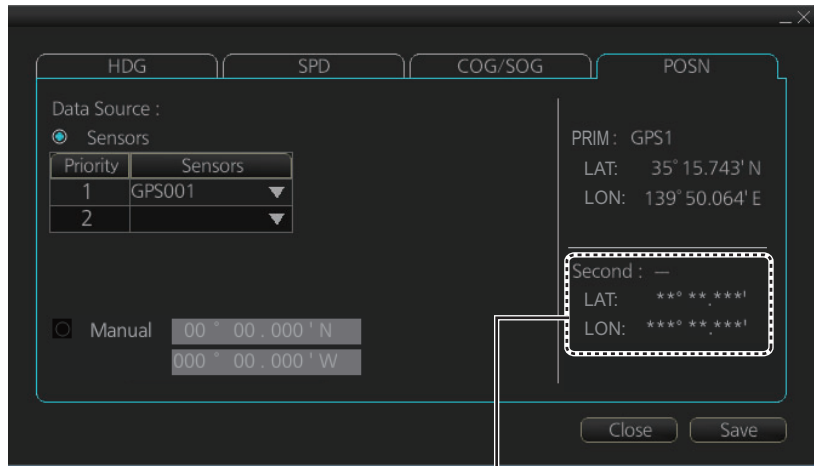 HDG SPD COG/SOG POSN
Data Source :
Sensors
Priority Sensors
1 GPS001
2
Manual 00 ° 00 . 000 ' N
000 ° 00 . 000 ' W
PRIM : GPS1
LAT: 35° 15.743' N
LON: 139° 50.064' E
Second : —
LAT: **° **.***'
LON: ***° **.***'
Close Save